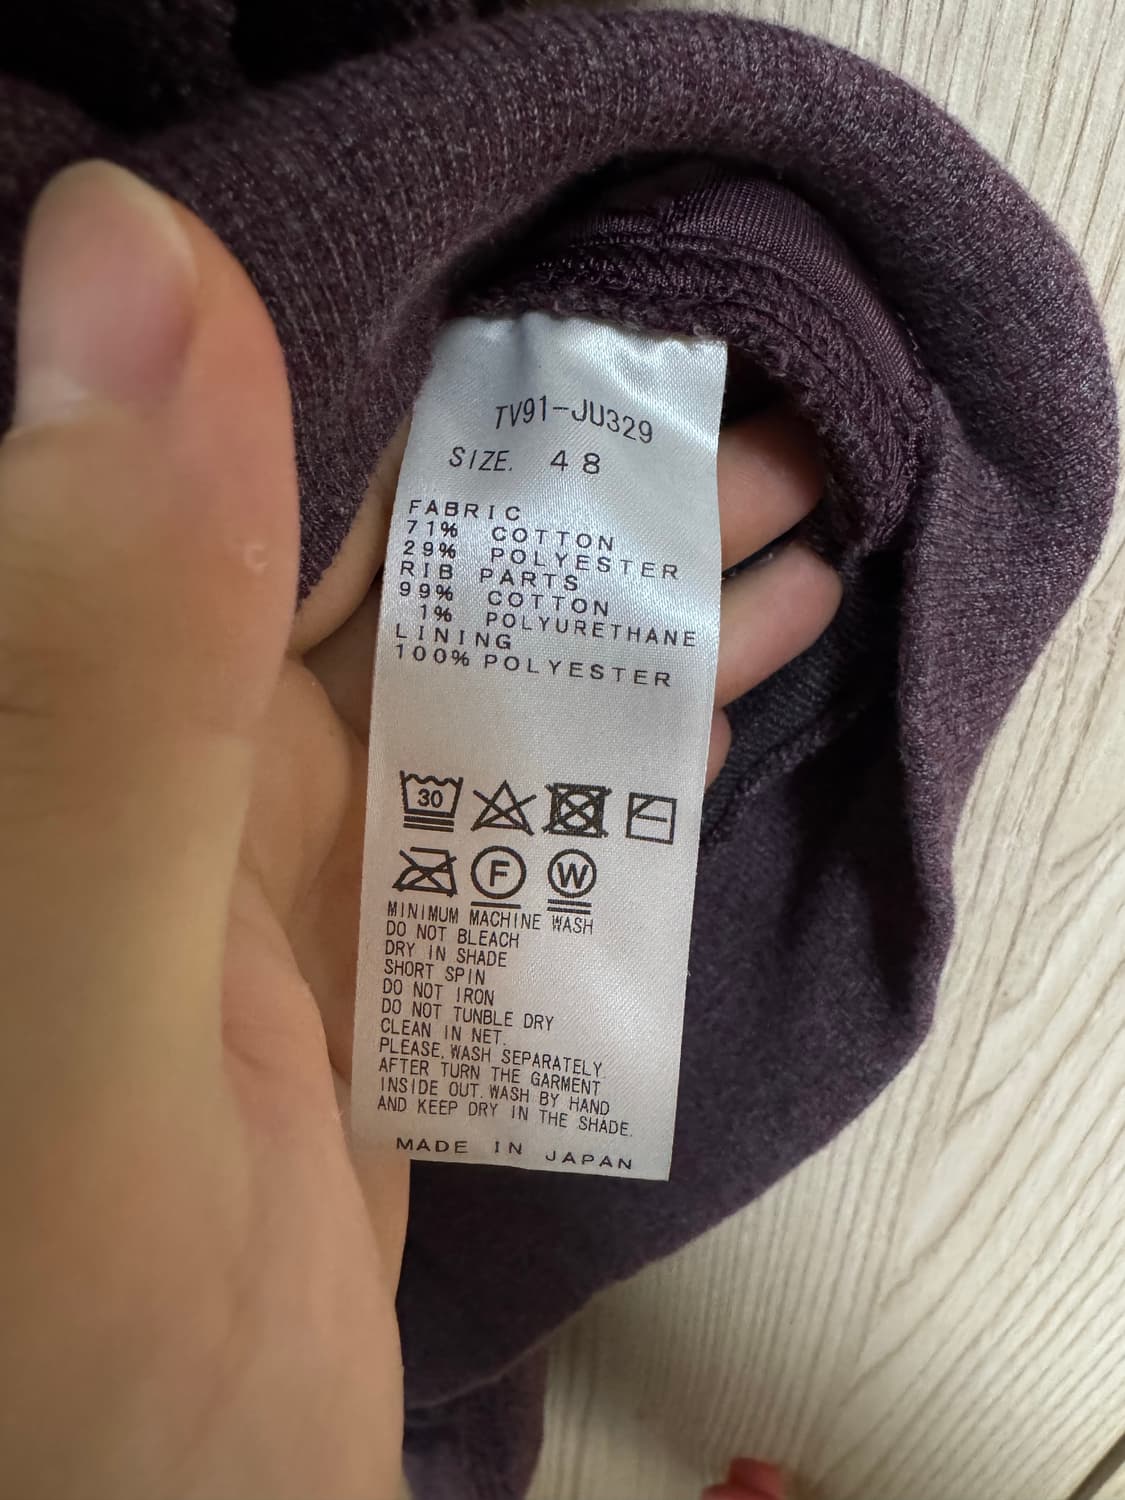 TV91-JU329
SIZE. 48
FABRIC
71% COTTON
29% POLYESTER
RIB PARTS
99% COTTON
1% POLYURETHANE
LINING
100% POLYESTER
30
F W
MINIMUM MACHINE WASH
DO NOT BLEACH
DRY IN SHADE
SHORT SPIN
DO NOT IRON
DO NOT TUNBLE DRY
CLEAN IN NET.
PLEASE. WASH SEPARATELY
AFTER TURN THE GARMENT
INSIDE OUT. WASH BY HAND
AND KEEP DRY IN THE SHADE.
MADE IN JAPAN